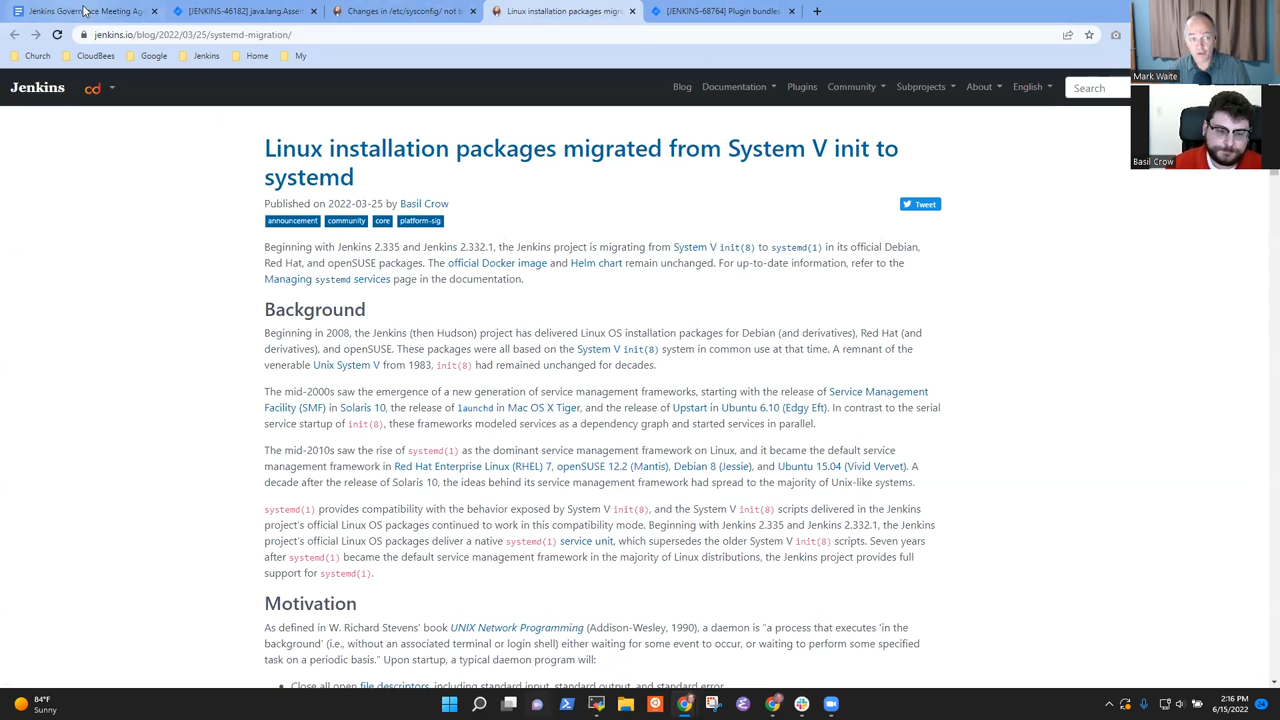 Jenkins Governance Meeting Ag
[JENKINS-46182] java.lang.Asser
Changes in /etc/sysconfig/ not b
Linux installation packages migra
[JENKINS-68764] Plugin bundles
jenkins.io/blog/2022/03/25/systemd-migration/
Church CloudBees Google Jenkins Home My
Jenkins cd Blog Documentation Plugins Community Subprojects About English Search
Mark Waite
Basil Crow
Linux installation packages migrated from System V init to
systemd
Published on 2022-03-25 by Basil Crow
Tweet
announcement community core platform-sig
Beginning with Jenkins 2.335 and Jenkins 2.332.1, the Jenkins project is migrating from System V init(8) to systemd(1) in its official Debian,
Red Hat, and openSUSE packages. The official Docker image and Helm chart remain unchanged. For up-to-date information, refer to the
Managing systemd services page in the documentation.
Background
Beginning in 2008, the Jenkins (then Hudson) project has delivered Linux OS installation packages for Debian (and derivatives), Red Hat (and
derivatives), and openSUSE. These packages were all based on the System V init(8) system in common use at that time. A remnant of the
venerable Unix System V from 1983, init(8) had remained unchanged for decades.
The mid-2000s saw the emergence of a new generation of service management frameworks, starting with the release of Service Management
Facility (SMF) in Solaris 10, the release of launchd in Mac OS X Tiger, and the release of Upstart in Ubuntu 6.10 (Edgy Eft). In contrast to the serial
service startup of init(8), these frameworks modeled services as a dependency graph and started services in parallel.
The mid-2010s saw the rise of systemd(1) as the dominant service management framework on Linux, and it became the default service
management framework in Red Hat Enterprise Linux (RHEL) 7, openSUSE 12.2 (Mantis), Debian 8 (Jessie), and Ubuntu 15.04 (Vivid Vervet). A
decade after the release of Solaris 10, the ideas behind its service management framework had spread to the majority of Unix-like systems.
systemd(1) provides compatibility with the behavior exposed by System V init(8), and the System V init(8) scripts delivered in the Jenkins
project's official Linux OS packages continued to work in this compatibility mode. Beginning with Jenkins 2.335 and Jenkins 2.332.1, the Jenkins
project's official Linux OS packages deliver a native systemd(1) service unit, which supersedes the older System V init(8) scripts. Seven years
after systemd(1) became the default service management framework in the majority of Linux distributions, the Jenkins project provides full
support for systemd(1).
Motivation
As defined in W. Richard Stevens' book UNIX Network Programming (Addison-Wesley, 1990), a daemon is "a process that executes 'in the
background' (i.e., without an associated terminal or login shell) either waiting for some event to occur, or waiting to perform some specified
task on a periodic basis." Upon startup, a typical daemon program will:
Close all open file descriptors, including standard input, standard output, and standard error
84°F
Sunny
2:16 PM
6/15/2022